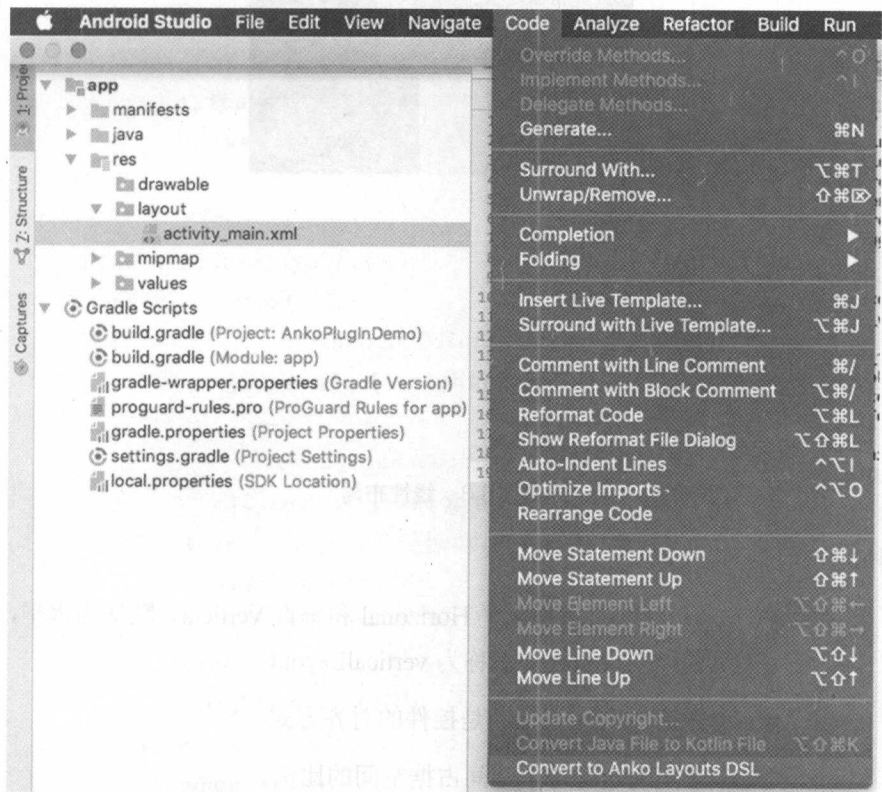 Android Studio File Edit View Navigate Code Analyze Refactor Build Run
1: Proje
Z: Structure
Captures
app
manifests
java
res
drawable
layout
activity_main.xml
mipmap
values
Gradle Scripts
build.gradle (Project: AnkoPlugInDemo)
build.gradle (Module: app)
gradle-wrapper.properties (Gradle Version)
proguard-rules.pro (ProGuard Rules for app)
gradle.properties (Project Properties)
settings.gradle (Project Settings)
local.properties (SDK Location)
Override Methods... ^O
Implement Methods... ^I
Delegate Methods...
Generate... ⌘N
Surround With... ⌥⌘T
Unwrap/Remove... ⇧⌘⌦
Completion ▶
Folding ▶
Insert Live Template... ⌘J
Surround with Live Template... ⌥⌘J
Comment with Line Comment ⌘/
Comment with Block Comment ⌥⌘/
Reformat Code ⌥⌘L
Show Reformat File Dialog ⌥⇧⌘L
Auto-Indent Lines ^⌥I
Optimize Imports ^⌥O
Rearrange Code
Move Statement Down ⇧⌘↓
Move Statement Up ⇧⌘↑
Move Element Left ⌥⇧⌘←
Move Element Right ⌥⇧⌘→
Move Line Down ⌥⇧↓
Move Line Up ⌥⇧↑
Update Copyright...
Convert Java File to Kotlin File ⌥⇧⌘K
Convert to Anko Layouts DSL